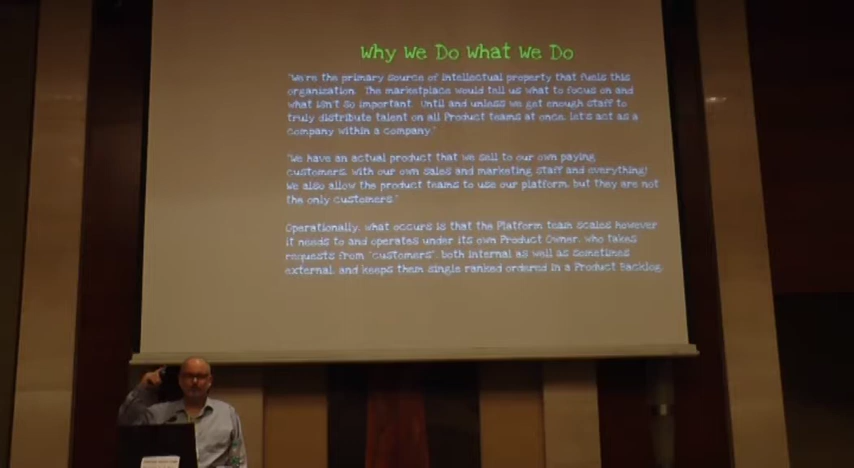 Why We Do What We Do
"We're the primary source of intellectual property that fuels this
organization. The marketplace would tell us what to focus on and
what isn't so important. Until and unless we get enough staff to
truly distribute talent on all Product teams at once, let's act as a
company within a company."
"We have an actual product that we sell to our own paying
customers, with our own sales and marketing staff and everything!
We also allow the product teams to use our platform, but they are not
the only customers."
Operationally, what occurs is that the Platform team scales however
it needs to and operates under its own Product Owner, who takes
requests from "customers", both internal as well as sometimes
external, and keeps them single ranked ordered in a Product Backlog.